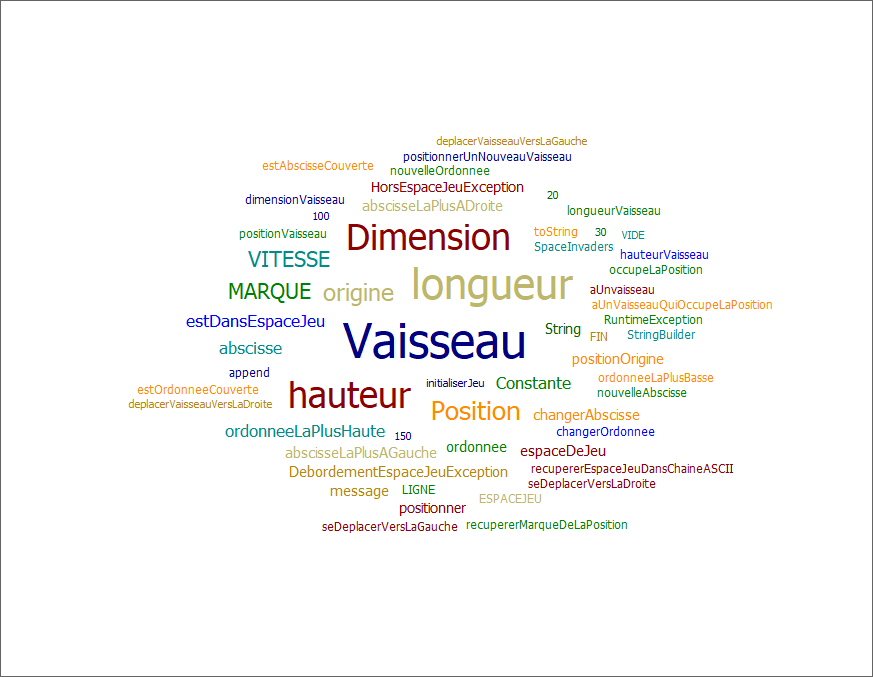 deplacerVaisseauVersLaGauche
positionnerUnNouveauVaisseau
estAbscisseCouverte
nouvelleOrdonnee
HorsEspaceJeuException
dimensionVaisseau
20
abscisseLaPlusADroite
longueurVaisseau
100
positionVaisseau
Dimension
toString
30
VIDE
SpaceInvaders
VITESSE
hauteurVaisseau
occupeLaPosition
MARQUE
origine
longueur
aUnvaisseau
aUnVaisseauQuiOccupeLaPosition
estDansEspaceJeu
RuntimeException
Vaisseau
String
FIN
StringBuilder
abscisse
positionOrigine
append
initialiserJeu
Constante
ordonneeLaPlusBasse
estOrdonneeCouverte
hauteur
nouvelleAbscisse
deplacerVaisseauVersLaDroite
Position
changerAbscisse
ordonneeLaPlusHaute
150
changerOrdonnee
abscisseLaPlusAGauche
ordonnee
espaceDeJeu
DebordementEspaceJeuException
recupererEspaceJeuDansChaineASCII
seDeplacerVersLaDroite
message
LIGNE
ESPACEJEU
positionner
seDeplacerVersLaGauche
recupererMarqueDeLaPosition